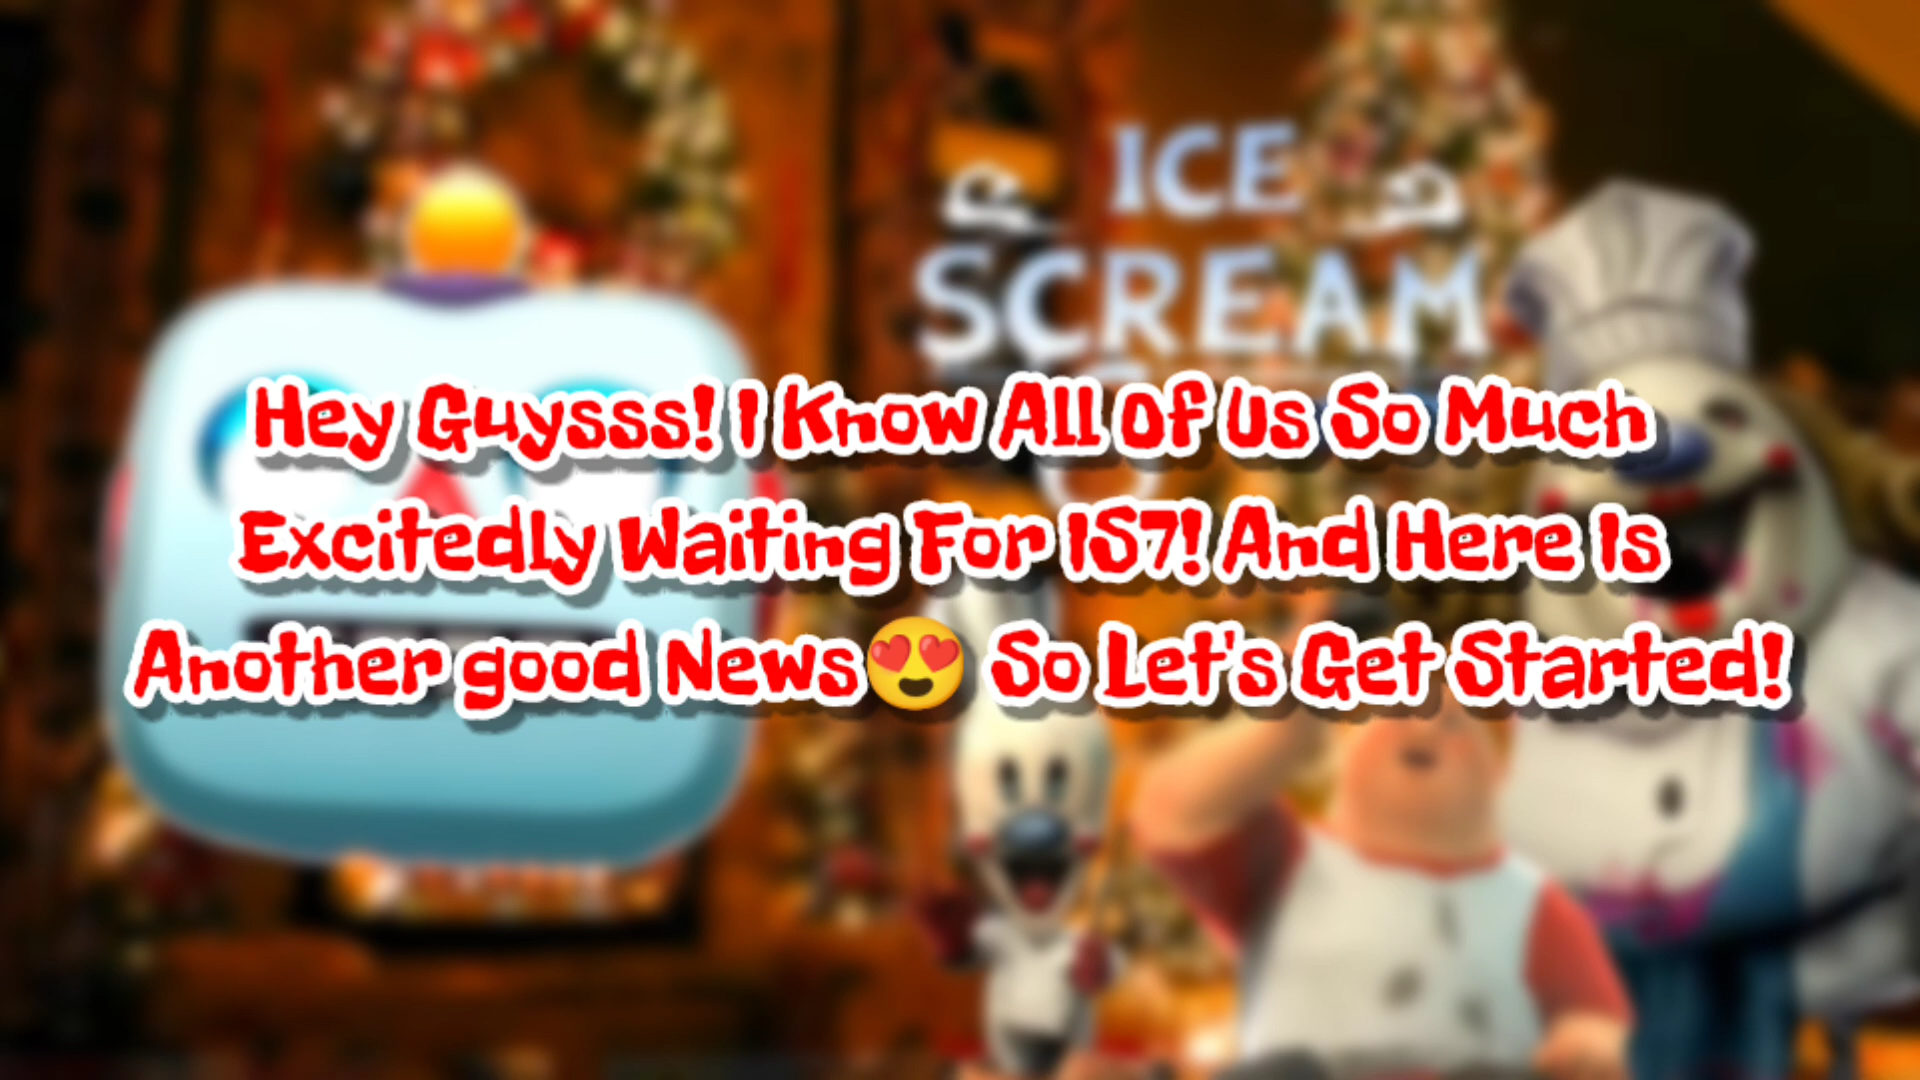 ICE
SCREAM
Hey Guysss! I Know All Of Us So Much
Excitedly Waiting For IS7! And Here Is
Another good News😍 So Let's Get Started!